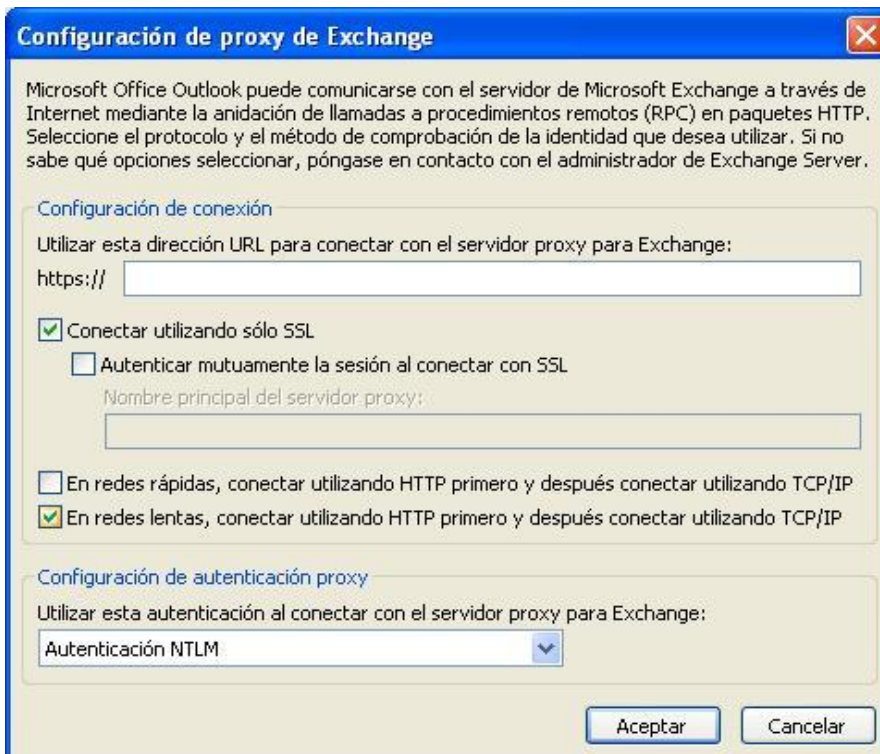 Configuración de proxy de Exchange
Microsoft Office Outlook puede comunicarse con el servidor de Microsoft Exchange a través de
Internet mediante la anidación de llamadas a procedimientos remotos (RPC) en paquetes HTTP.
Seleccione el protocolo y el método de comprobación de la identidad que desea utilizar. Si no
sabe qué opciones seleccionar, póngase en contacto con el administrador de Exchange Server.
Configuración de conexión
Utilizar esta dirección URL para conectar con el servidor proxy para Exchange:
https://
Conectar utilizando sólo SSL
Autenticar mutuamente la sesión al conectar con SSL
Nombre principal del servidor proxy:
En redes rápidas, conectar utilizando HTTP primero y después conectar utilizando TCP/IP
En redes lentas, conectar utilizando HTTP primero y después conectar utilizando TCP/IP
Configuración de autenticación proxy
Utilizar esta autenticación al conectar con el servidor proxy para Exchange:
Autenticación NTLM
Aceptar Cancelar